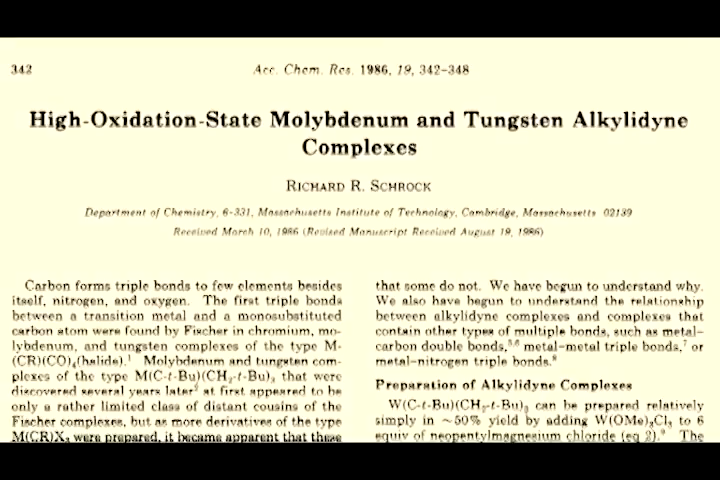 342
Acc. Chem. Res. 1986, 19, 342-348
High-Oxidation-State Molybdenum and Tungsten Alkylidyne
Complexes
RICHARD R. SCHROCK
Department of Chemistry, 6-331, Massachusetts Institute of Technology, Cambridge, Massachusetts 02139
Received March 10, 1986 (Revised Manuscript Received August 19, 1986)
Carbon forms triple bonds to few elements besides
itself, nitrogen, and oxygen. The first triple bonds
between a transition metal and a monosubstituted
carbon atom were found by Fischer in chromium, mo-
lybdenum, and tungsten complexes of the type M-
(CR)(CO)₄(halide).¹ Molybdenum and tungsten com-
plexes of the type M(C-t-Bu)(CH₂-t-Bu)₃ that were
discovered several years later² at first appeared to be
only a rather limited class of distant cousins of the
Fischer complexes, but as more derivatives of the type
M(CR)X₃ were prepared, it became apparent that these
that some do not. We have begun to understand why.
We also have begun to understand the relationship
between alkylidyne complexes and complexes that
contain other types of multiple bonds, such as metal-
carbon double bonds,⁵,⁶ metal-metal triple bonds,⁷ or
metal-nitrogen triple bonds.⁸
Preparation of Alkylidyne Complexes
W(C-t-Bu)(CH₂-t-Bu)₃ can be prepared relatively
simply in ~50% yield by adding W(OMe)₃Cl₃ to 6
equiv of neopentylmagnesium chloride (eq 2).⁹ The